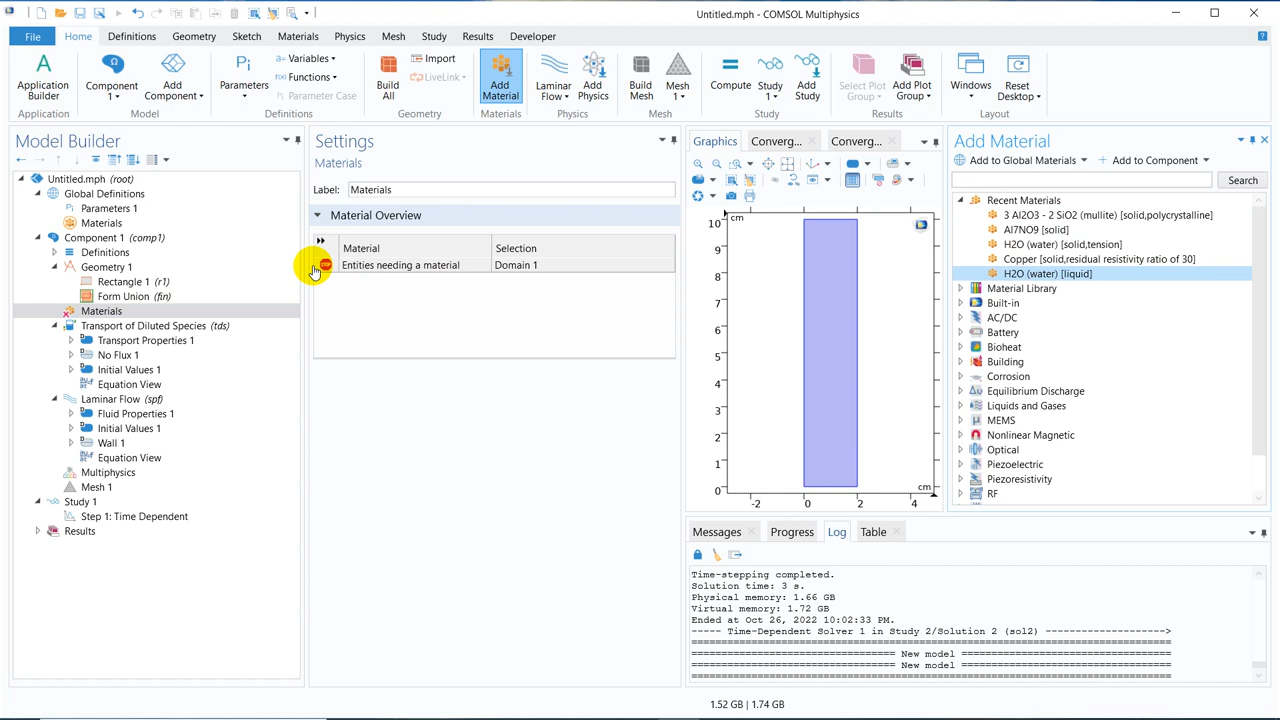 Untitled.mph - COMSOL Multiphysics
File Home Definitions Geometry Sketch Materials Physics Mesh Study Results Developer
Application Builder
Component 1
Add Component
Pi Parameters
a= Variables
f(x) Functions
Pi Parameter Case
Build All
Import
LiveLink
Add Material
Laminar Flow
Add Physics
Build Mesh
Mesh 1
Compute
Study 1
Add Study
Select Plot Group
Add Plot Group
Windows
Reset Desktop
Application Model Definitions Geometry Materials Physics Mesh Study Results Layout
Model Builder
Untitled.mph (root)
Global Definitions
Parameters 1
Materials
Component 1 (comp1)
Definitions
Geometry 1
Rectangle 1 (r1)
Form Union (fin)
Materials
Transport of Diluted Species (tds)
Transport Properties 1
No Flux 1
Initial Values 1
Equation View
Laminar Flow (spf)
Fluid Properties 1
Initial Values 1
Wall 1
Equation View
Multiphysics
Mesh 1
Study 1
Step 1: Time Dependent
Results
Settings
Materials
Label: Materials
Material Overview
Material Selection
Entities needing a material Domain 1
Graphics Converg... Converg...
cm
10
9
8
7
6
5
4
3
2
1
0
cm
-2 0 2 4
Add Material
Add to Global Materials Add to Component
Search
Recent Materials
3 Al2O3 - 2 SiO2 (mullite) [solid,polycrystalline]
Al7NO9 [solid]
H2O (water) [solid,tension]
Copper [solid,residual resistivity ratio of 30]
H2O (water) [liquid]
Material Library
Built-in
AC/DC
Battery
Bioheat
Building
Corrosion
Equilibrium Discharge
Liquids and Gases
MEMS
Nonlinear Magnetic
Optical
Piezoelectric
Piezoresistivity
RF
Messages Progress Log Table
Time-stepping completed.
Solution time: 3 s.
Physical memory: 1.66 GB
Virtual memory: 1.72 GB
Ended at Oct 26, 2022 10:02:33 PM.
----- Time-Dependent Solver 1 in Study 2/Solution 2 (sol2) ------------------->
=======================================================================
=============================== New model ==============================
=============================== New model ==============================
=======================================================================
1.52 GB | 1.74 GB